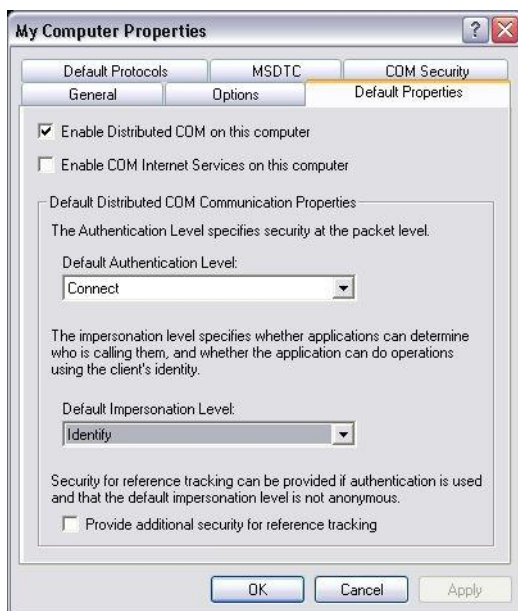 My Computer Properties
Default Protocols MSDTC COM Security
General Options Default Properties
Enable Distributed COM on this computer
Enable COM Internet Services on this computer
Default Distributed COM Communication Properties
The Authentication Level specifies security at the packet level.
Default Authentication Level:
Connect
The impersonation level specifies whether applications can determine
who is calling them, and whether the application can do operations
using the client's identity.
Default Impersonation Level:
Identify
Security for reference tracking can be provided if authentication is used
and that the default impersonation level is not anonymous.
Provide additional security for reference tracking
OK Cancel Apply